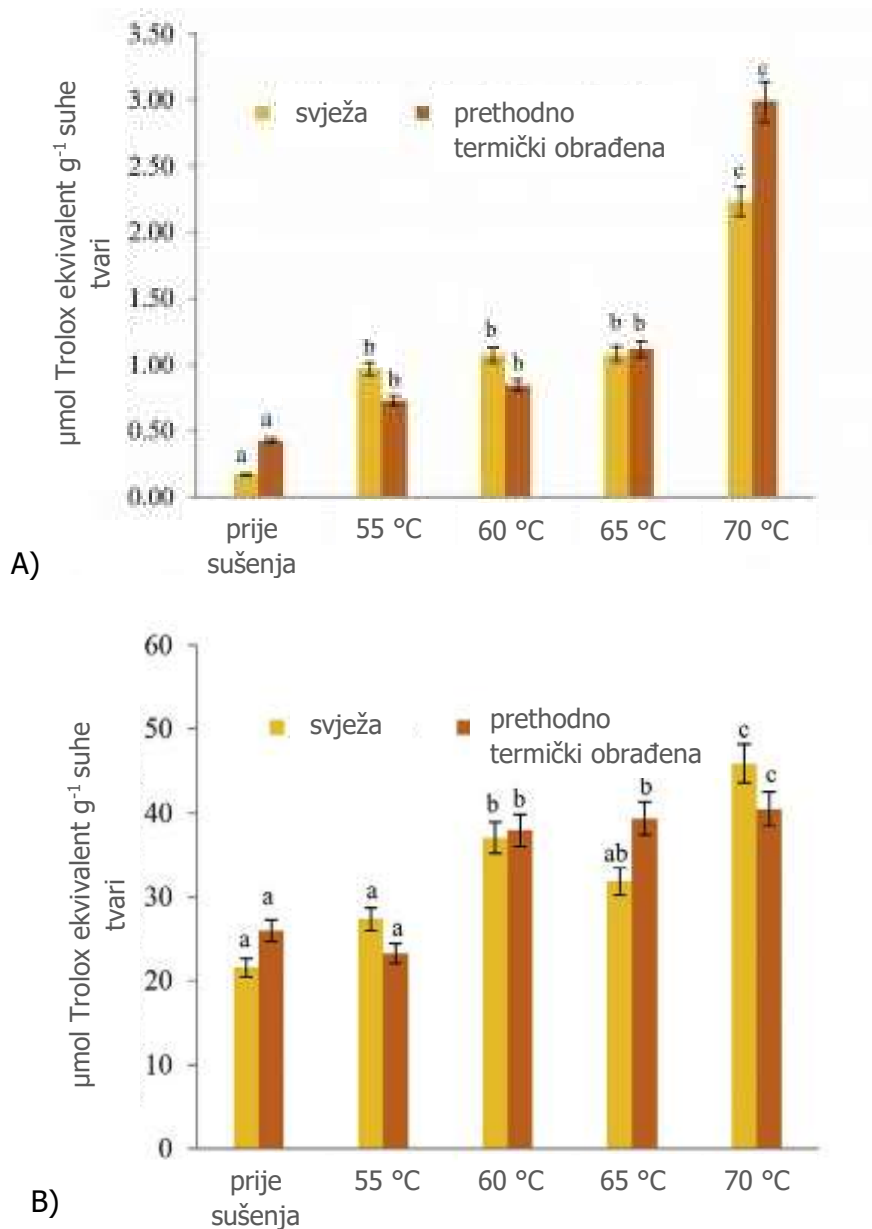 3.50
3.00
2.50
2.00
1.50
1.00
0.50
0.00
µmol Trolox ekvivalent g⁻¹ suhe
tvari
svježa
prethodno
termički obrađena
a
a
b
b
b
b
b
b
c
c
prije
sušenja
55 °C
60 °C
65 °C
70 °C
A)
60
50
40
30
20
10
0
µmol Trolox ekvivalent g⁻¹ suhe
tvari
svježa
prethodno
termički obrađena
a
a
a
a
b
b
ab
b
c
c
prije
sušenja
55 °C
60 °C
65 °C
70 °C
B)